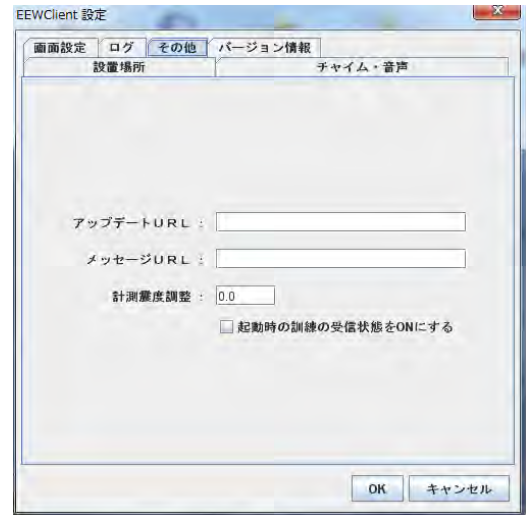 EEWClient 設定
画面設定 ログ その他 バージョン情報
設置場所 チャイム・音声
アップデートＵＲＬ :
メッセージＵＲＬ :
計測震度調整 : 0.0
起動時の訓練の受信状態をONにする
OK キャンセル